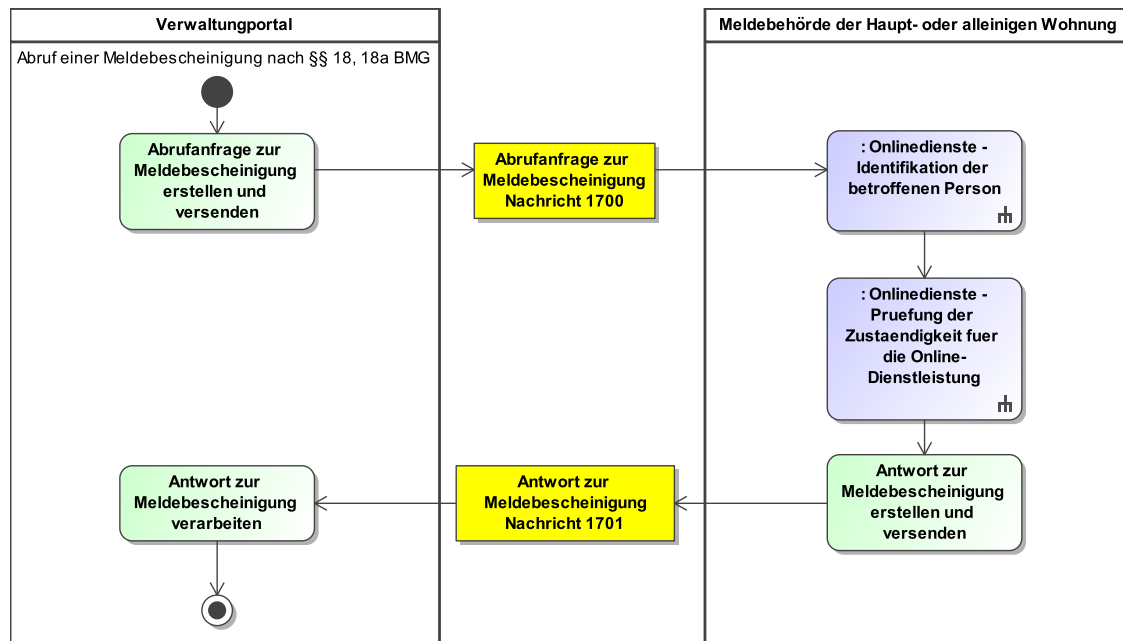 Verwaltungportal
Meldebehörde der Haupt- oder alleinigen Wohnung
Abruf einer Meldebescheinigung nach §§ 18, 18a BMG
Abrufanfrage zur
Meldebescheinigung
erstellen und
versenden
Abrufanfrage zur
Meldebescheinigung
Nachricht 1700
: Onlinedienste -
Identifikation der
betroffenen Person
: Onlinedienste -
Pruefung der
Zustaendigkeit fuer
die Online-
Dienstleistung
Antwort zur
Meldebescheinigung
erstellen und
versenden
Antwort zur
Meldebescheinigung
Nachricht 1701
Antwort zur
Meldebescheinigung
verarbeiten